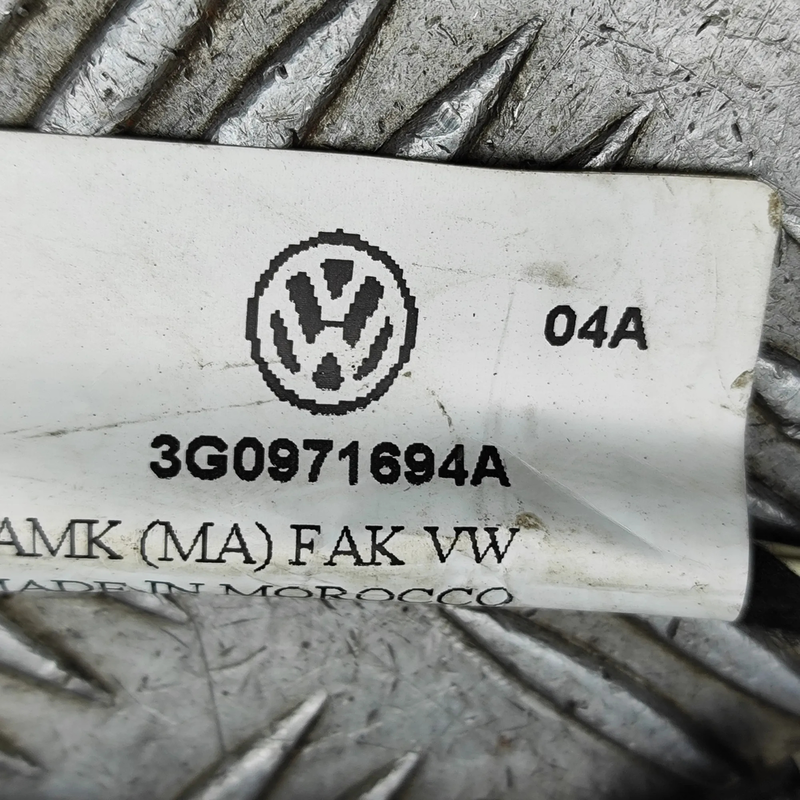 04A
3G0971694A
AMK (MA) FAK VW
MADE IN MOROCCO